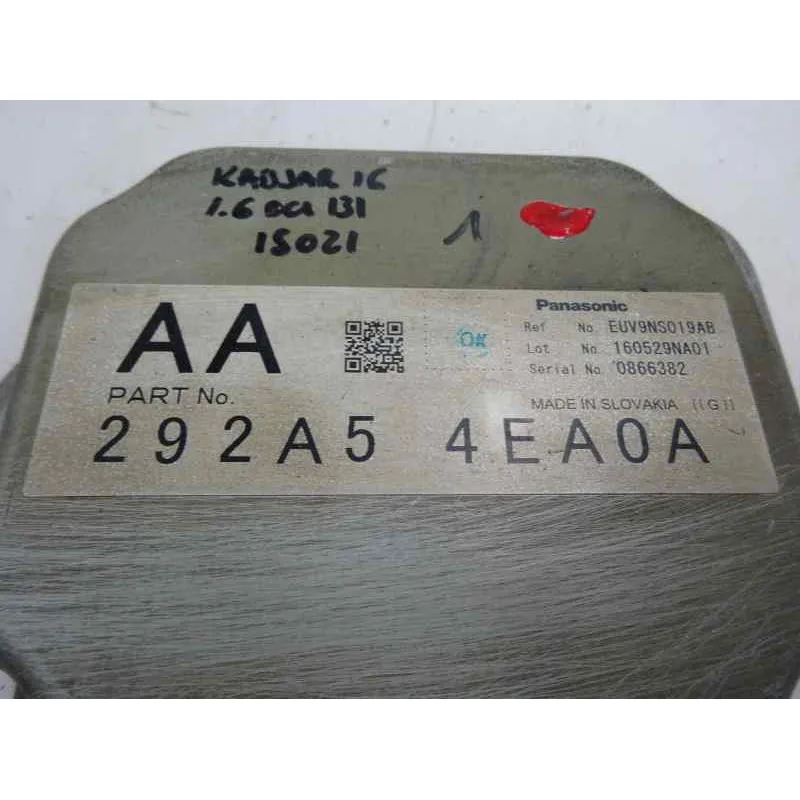 KADJAR 16
1.6 DCI 131
15021
1
AA
PART No.
292A5 4EA0A
OK
Panasonic
Ref No. EUV9NS019AB
Lot No. 160529NA01
Serial No. 0866382
MADE IN SLOVAKIA ((G))